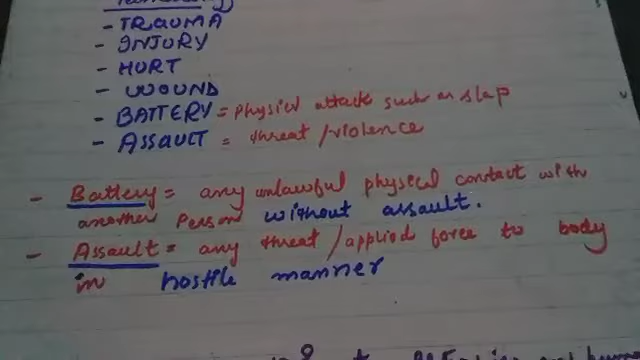 - TRAUMA
- INJURY
- HURT
- WOUND
- BATTERY = physical attack such as slap
- ASSAULT = threat / violence
- Battery = any unlawful physical contact with
another person without assault.
- Assault = any threat / applied force to body
in hostile manner